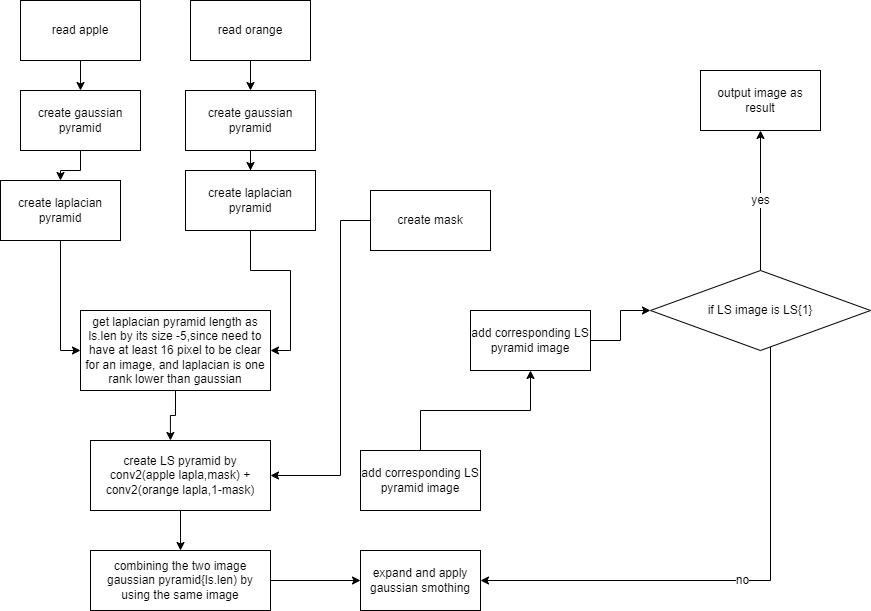 read apple
read orange
create gaussian
pyramid
create gaussian
pyramid
create laplacian
pyramid
create laplacian
pyramid
create mask
output image as
result
yes
if LS image is LS{1}
get laplacian pyramid length as
ls.len by its size -5,since need to
have at least 16 pixel to be clear
for an image, and laplacian is one
rank lower than gaussian
add corresponding LS
pyramid image
create LS pyramid by
conv2(apple lapla,mask) +
conv2(orange lapla,1-mask)
add corresponding LS
pyramid image
combining the two image
gaussian pyramid{ls.len) by
using the same image
expand and apply
gaussian smothing
no